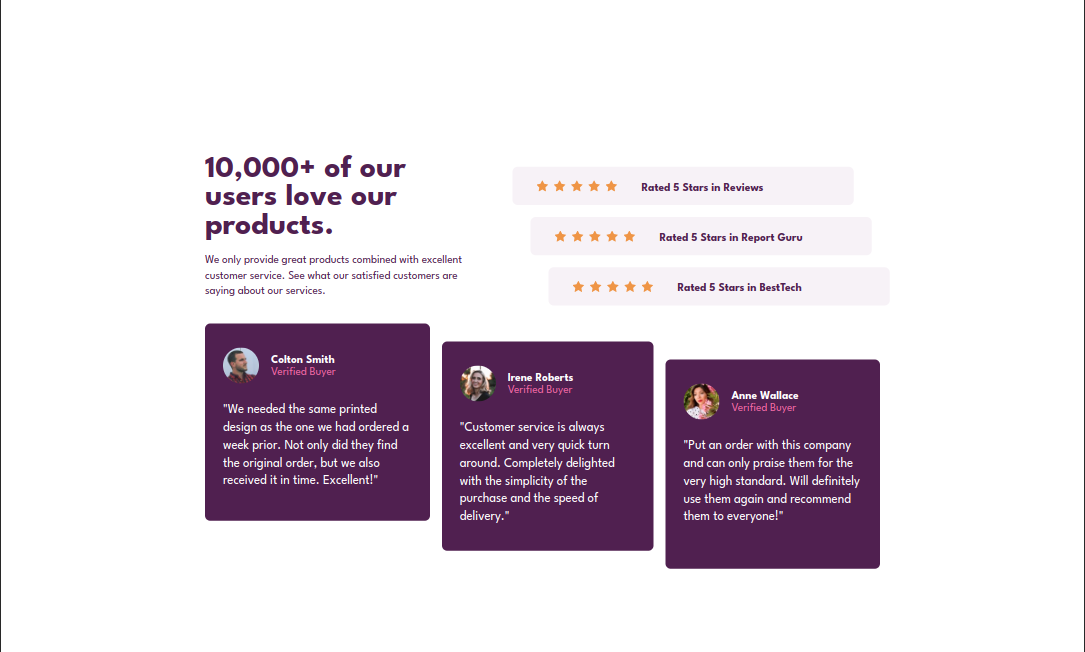 10,000+ of our
users love our
products.
We only provide great products combined with excellent
customer service. See what our satisfied customers are
saying about our services.
Rated 5 Stars in Reviews
Rated 5 Stars in Report Guru
Rated 5 Stars in BestTech
Colton Smith
Verified Buyer
"We needed the same printed
design as the one we had ordered a
week prior. Not only did they find
the original order, but we also
received it in time. Excellent!"
Irene Roberts
Verified Buyer
"Customer service is always
excellent and very quick turn
around. Completely delighted
with the simplicity of the
purchase and the speed of
delivery."
Anne Wallace
Verified Buyer
"Put an order with this company
and can only praise them for the
very high standard. Will definitely
use them again and recommend
them to everyone!"